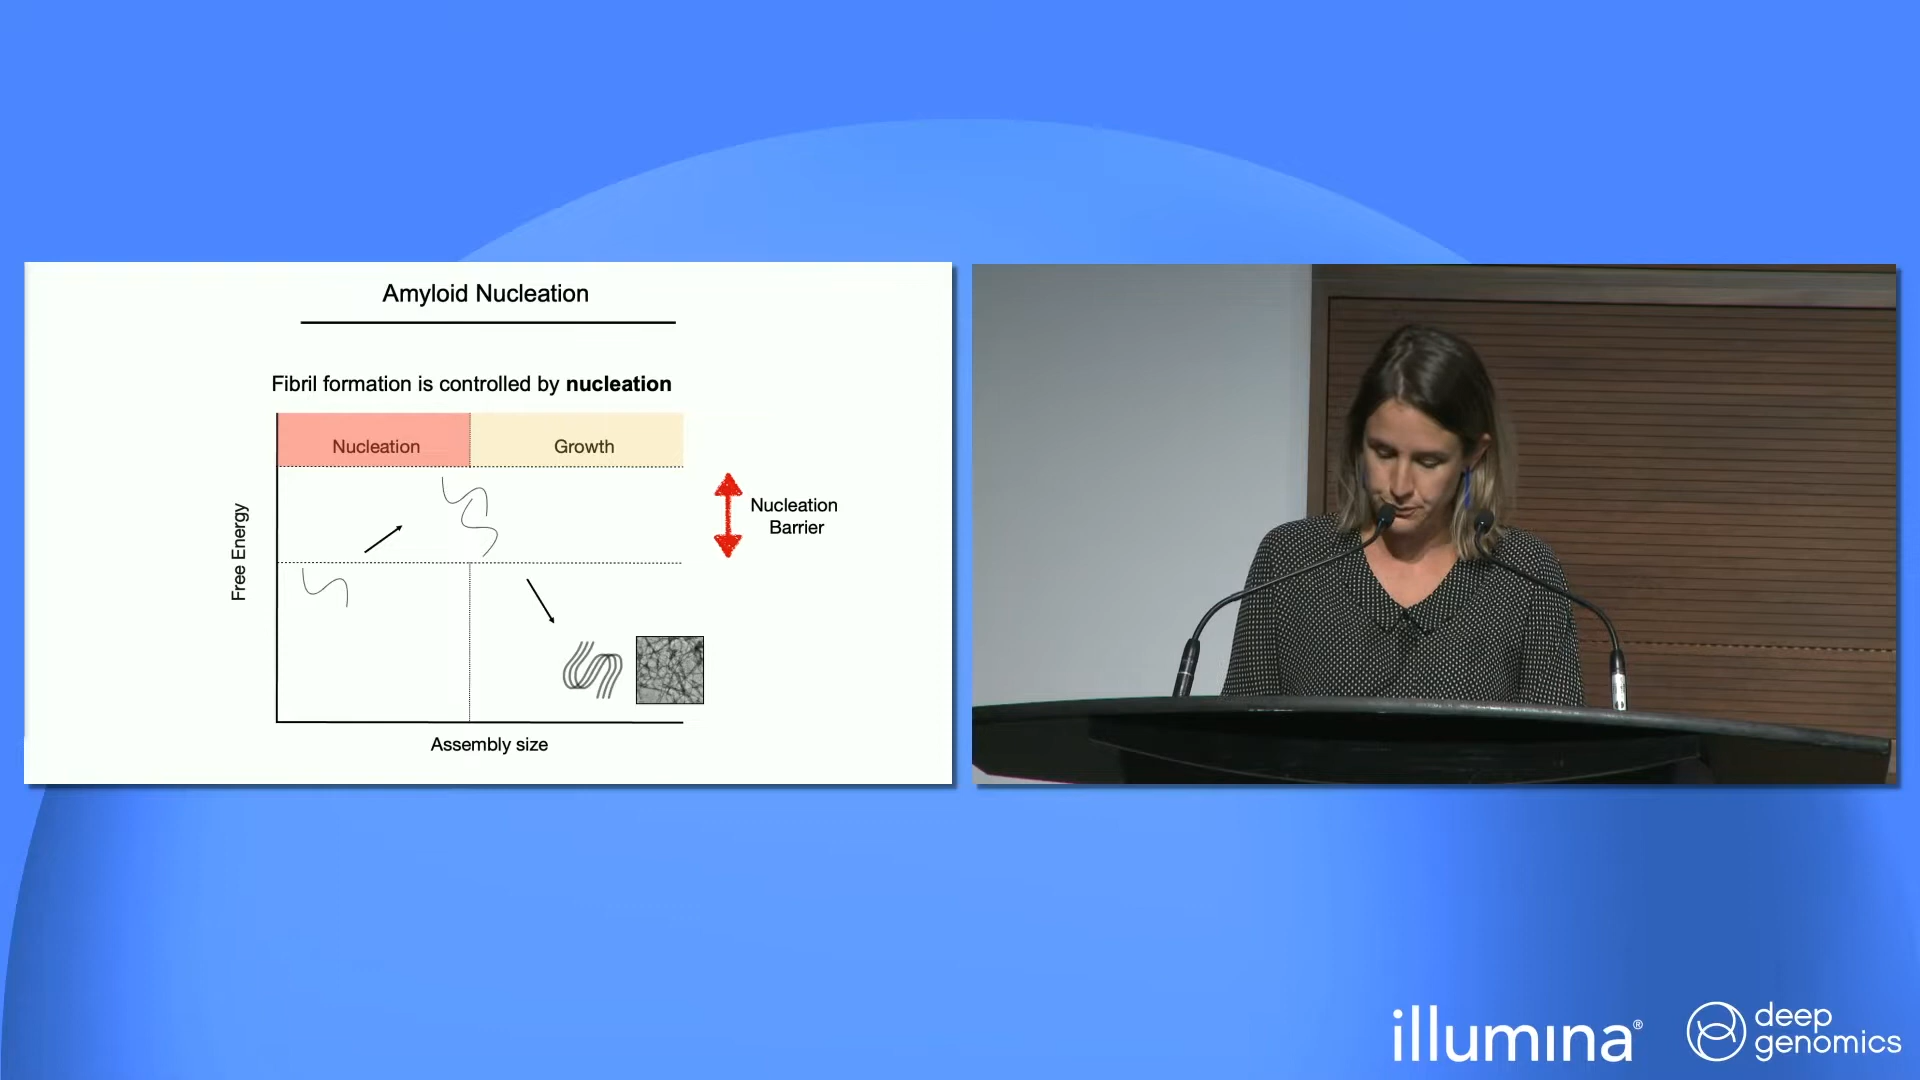 Amyloid Nucleation
Fibril formation is controlled by nucleation
Nucleation
Growth
Nucleation
Barrier
Free Energy
Assembly size
illumina®
deep
genomics